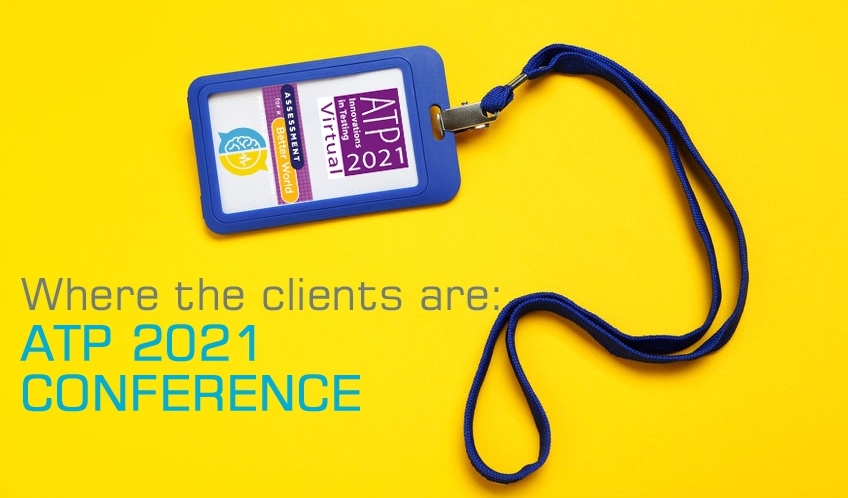 ATP
Innovations
in Testing
2021
Virtual
ASSESSMENT
for a
Better World
Where the clients are:
ATP 2021
CONFERENCE